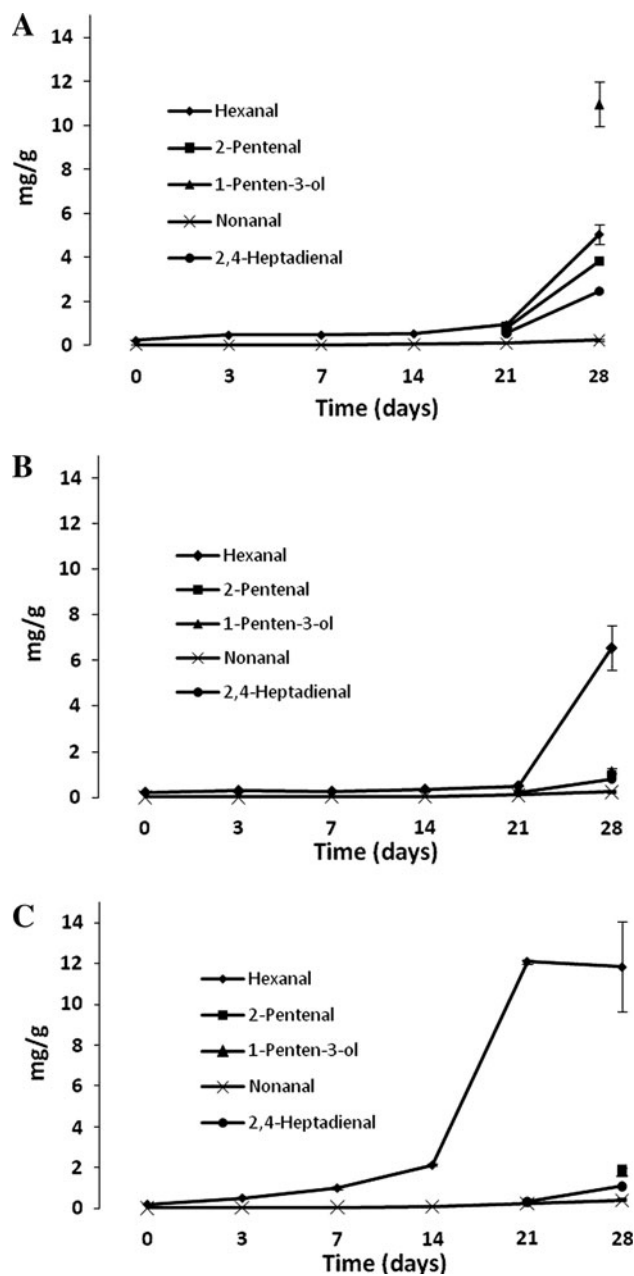 A
14
12
10
8
6
4
2
0
mg/g
Hexanal
2-Pentenal
1-Penten-3-ol
Nonanal
2,4-Heptadienal
0 3 7 14 21 28
Time (days)
B
14
12
10
8
6
4
2
0
mg/g
Hexanal
2-Pentenal
1-Penten-3-ol
Nonanal
2,4-Heptadienal
0 3 7 14 21 28
Time (days)
C
14
12
10
8
6
4
2
0
mg/g
Hexanal
2-Pentenal
1-Penten-3-ol
Nonanal
2,4-Heptadienal
0 3 7 14 21 28
Time (days)